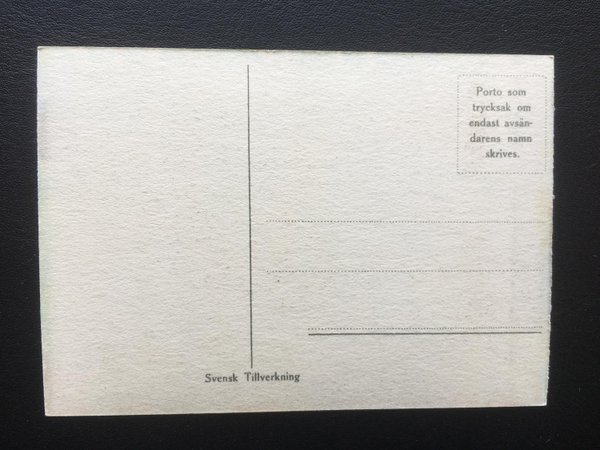 Porto som
trycksak om
endast avsän-
darens namn
skrives.
Svensk Tillverkning